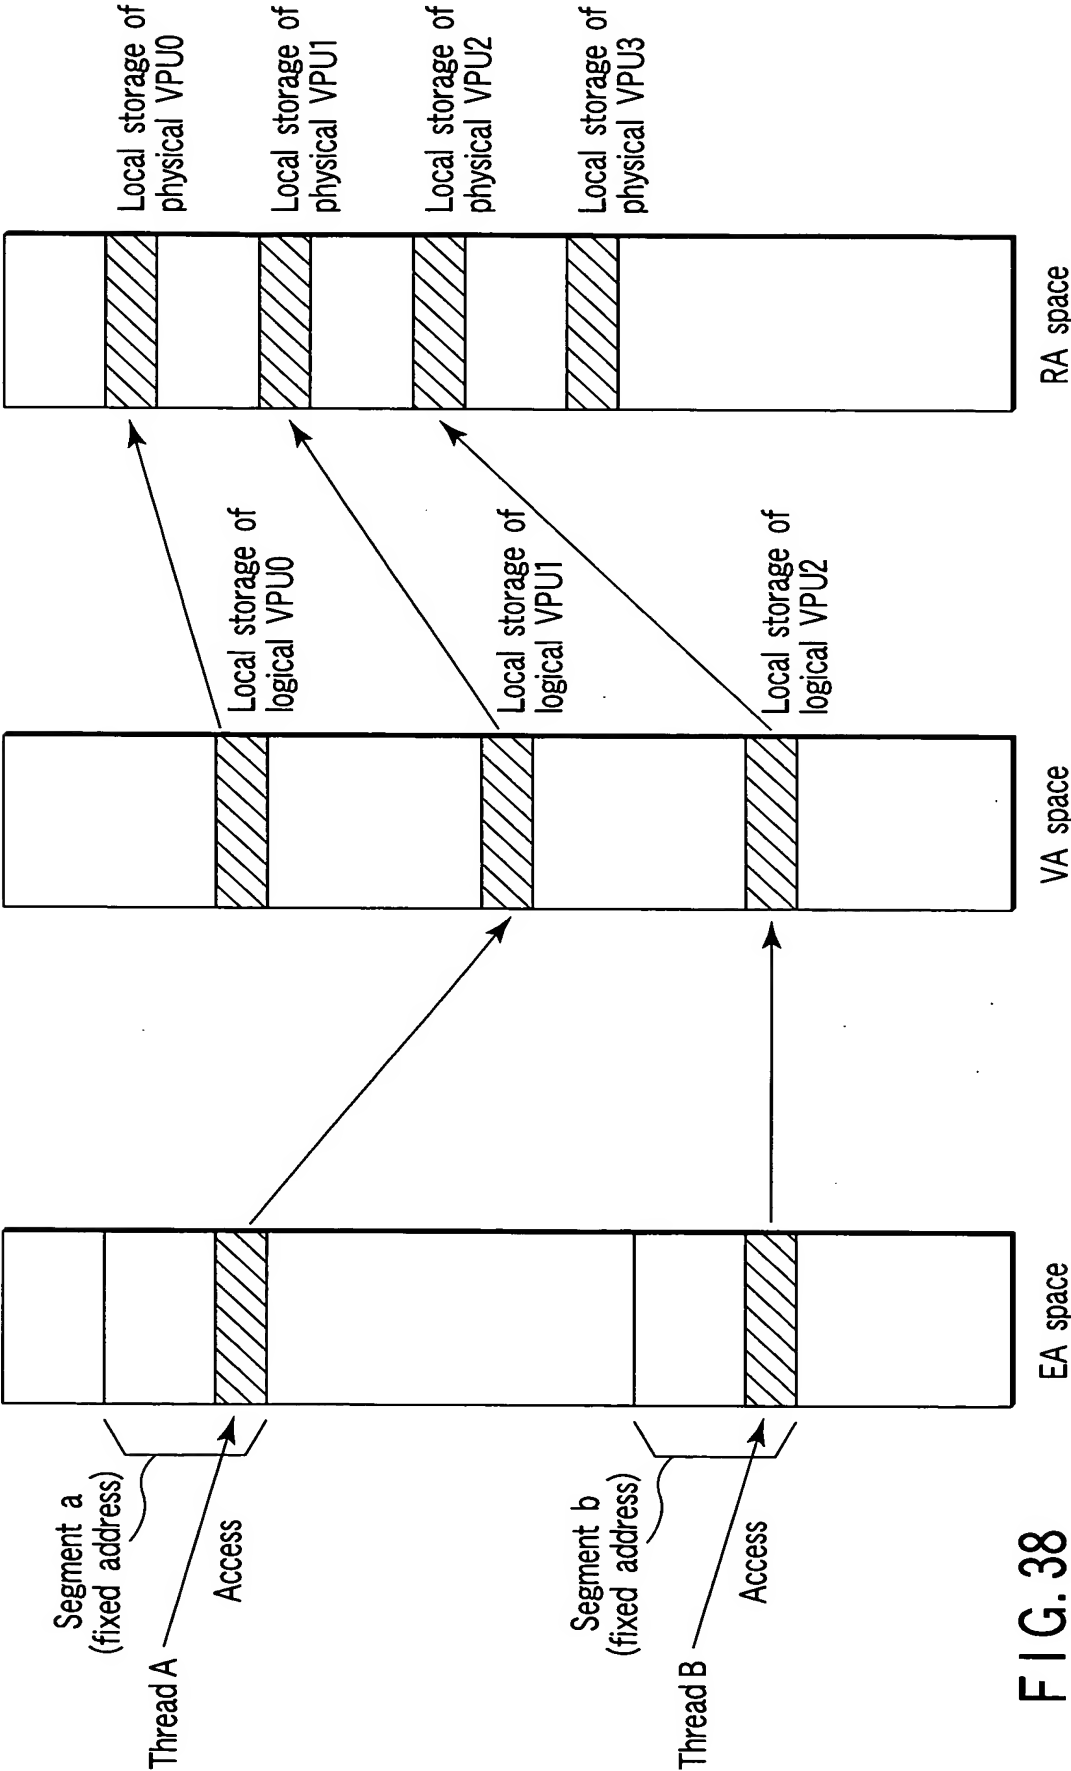 Segment a
(fixed address)
Thread A
Access
Segment b
(fixed address)
Thread B
Access
EA space
Local storage of
logical VPU0
Local storage of
logical VPU1
Local storage of
logical VPU2
VA space
Local storage of
physical VPU0
Local storage of
physical VPU1
Local storage of
physical VPU2
Local storage of
physical VPU3
RA space
FIG. 38